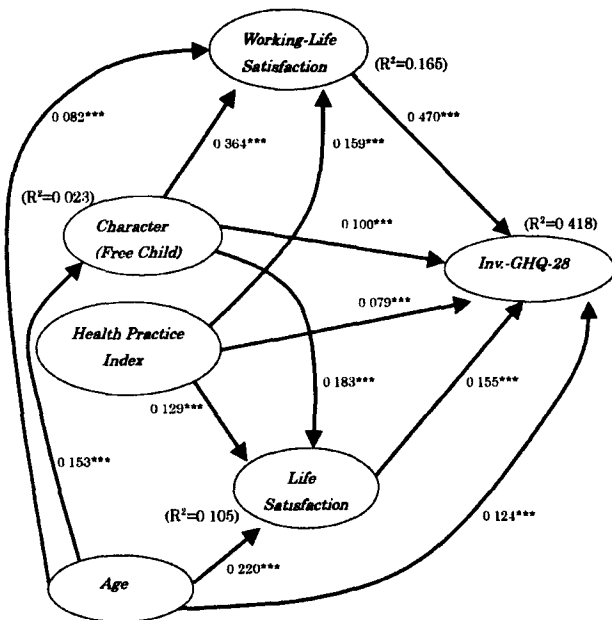 Working-Life
Satisfaction
(R²=0.165)
0 082***
0 364***
0 159***
0 470***
(R²=0 023)
Character
(Free Child)
0.100***
(R²=0 418)
Inv.-GHQ-28
Health Practice
Index
0 079***
0 129***
0 183***
0 155***
0 153***
Life
Satisfaction
(R²=0 105)
0 124***
0 220***
Age